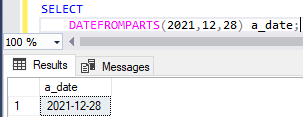 SELECT
DATEFROMPARTS(2021,12,28) a_date;
100 %
Results Messages
a_date
1 2021-12-28